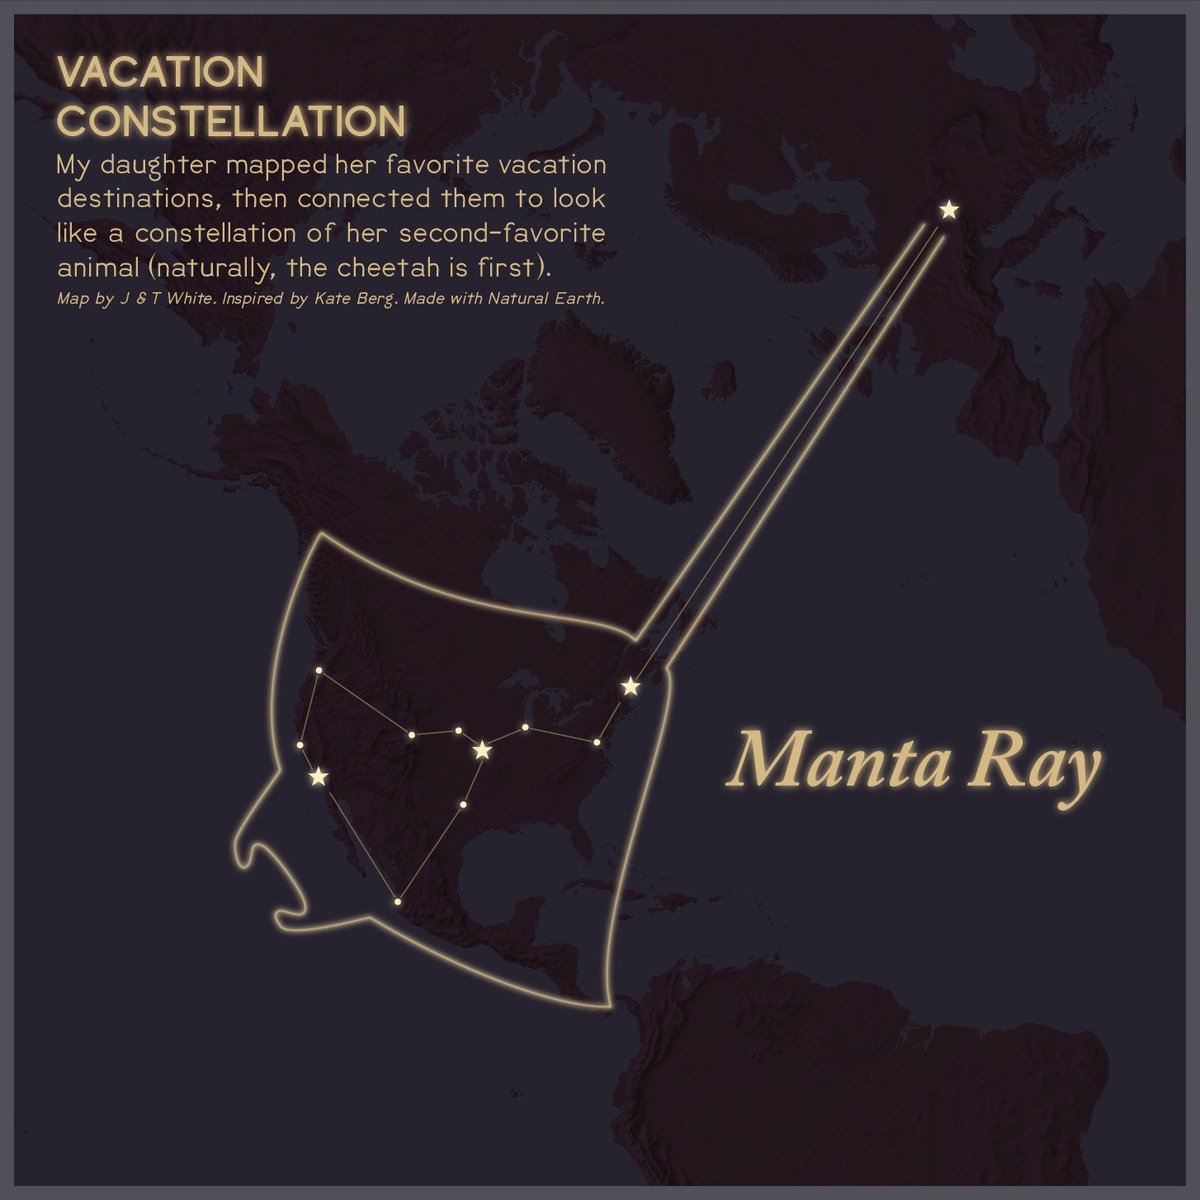 VACATION
CONSTELLATION
My daughter mapped her favorite vacation
destinations, then connected them to look
like a constellation of her second-favorite
animal (naturally, the cheetah is first).
Map by J & T White. Inspired by Kate Berg. Made with Natural Earth.
Manta Ray